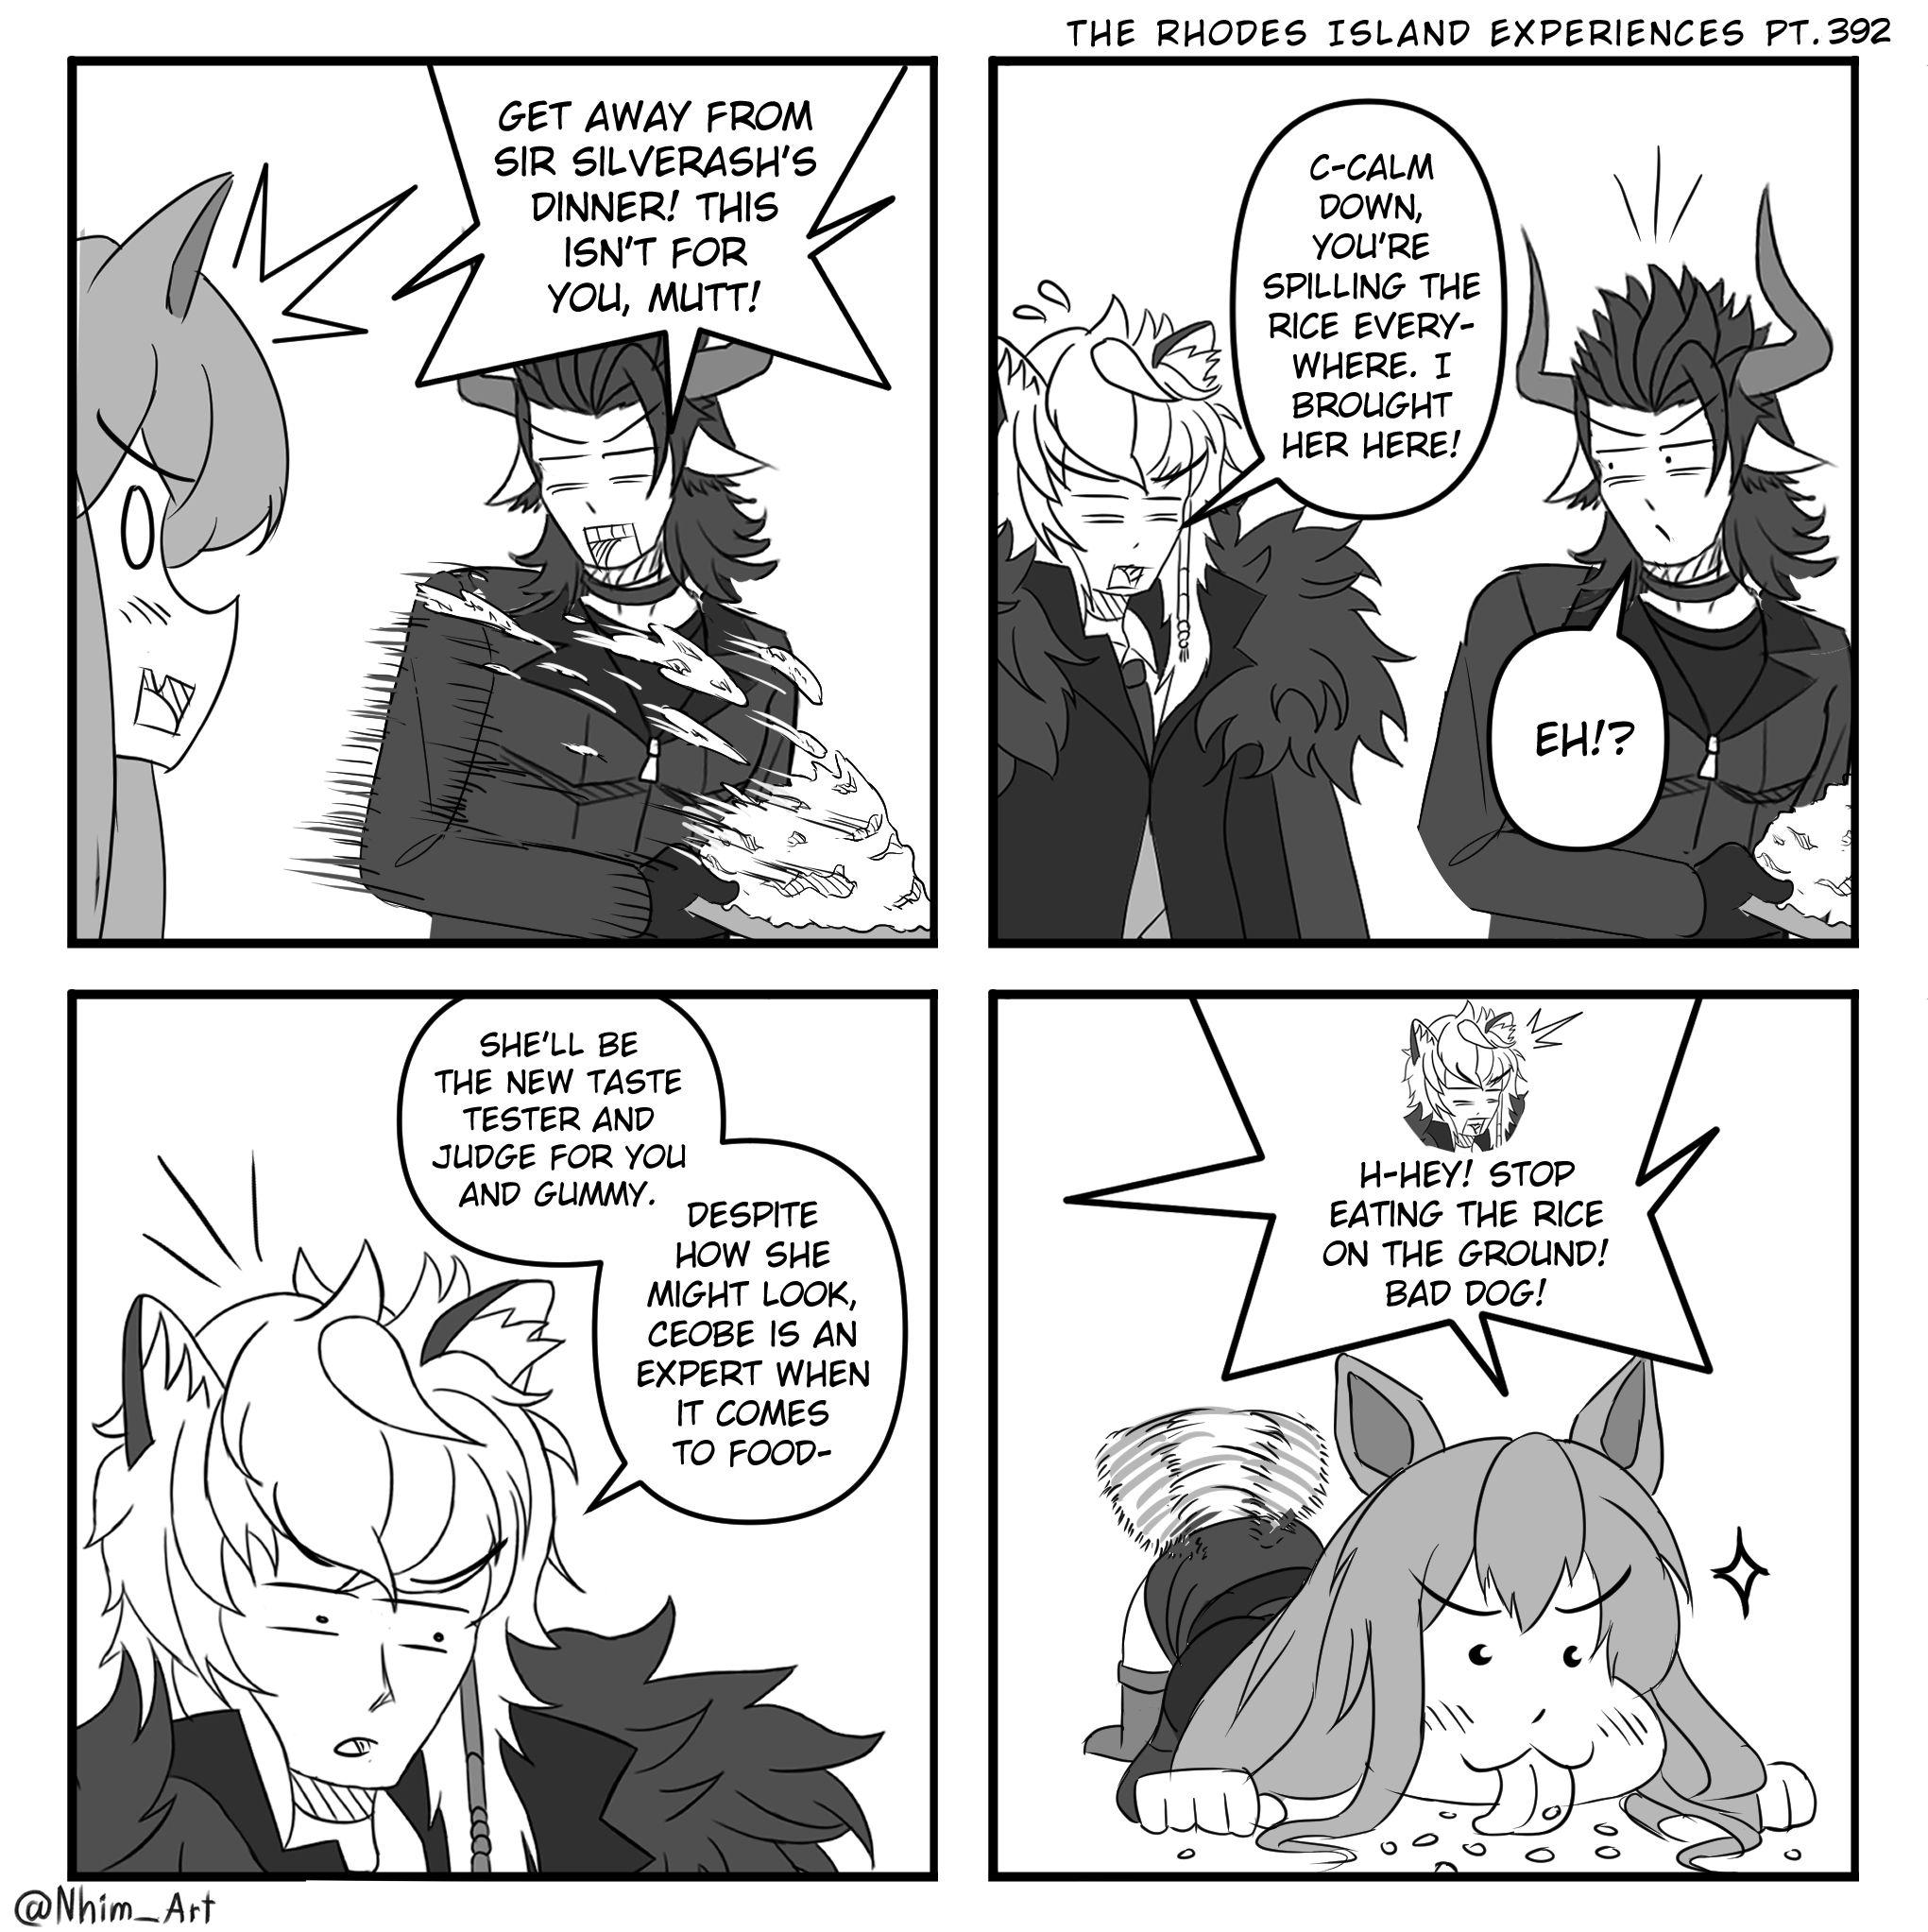 THE RHODES ISLAND EXPERIENCES PT.392
GET AWAY FROM
SIR SILVERASH'S
DINNER! THIS
ISN'T FOR
YOU, MUTT!
C-CALM
DOWN,
YOU'RE
SPILLING THE
RICE EVERY-
WHERE. I
BROUGHT
HER HERE!
EH!?
SHE'LL BE
THE NEW TASTE
TESTER AND
JUDGE FOR YOU
AND GUMMY.
DESPITE
HOW SHE
MIGHT LOOK,
CEOBE IS AN
EXPERT WHEN
IT COMES
TO FOOD-
H-HEY! STOP
EATING THE RICE
ON THE GROUND!
BAD DOG!
@Nhim_Art